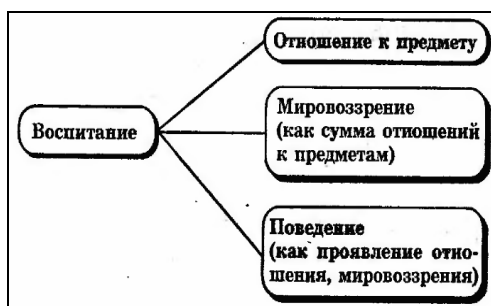 Отношение к предмету
Воспитание
Мировоззрение
(как сумма отношений
к предметам)
Поведение
(как проявление отно-
шения, мировоззрения)